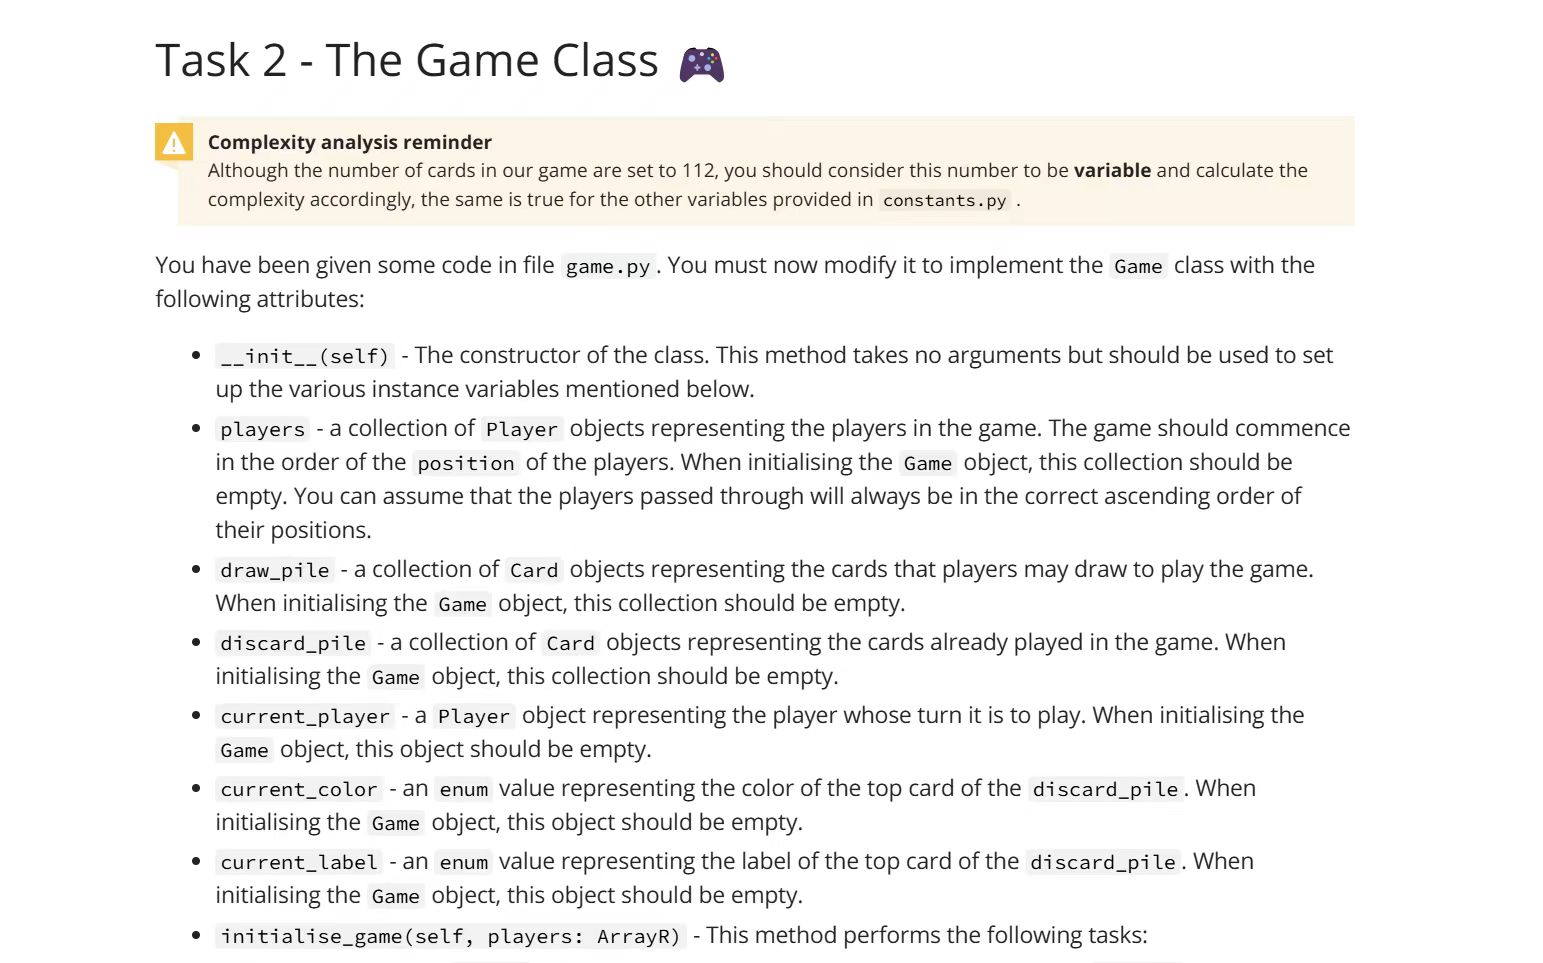 Task 2 - The Game Class
Complexity analysis reminder
Although the number of cards in our game are set to 112, you should consider this number to be variable and calculate the
complexity accordingly, the same is true for the other variables provided in constants.py .
You have been given some code in file game.py. You must now modify it to implement the Game class with the
following attributes:
• __init__(self) - The constructor of the class. This method takes no arguments but should be used to set
up the various instance variables mentioned below.
• players - a collection of Player objects representing the players in the game. The game should commence
in the order of the position of the players. When initialising the Game object, this collection should be
empty. You can assume that the players passed through will always be in the correct ascending order of
their positions.
• draw_pile - a collection of Card objects representing the cards that players may draw to play the game.
When initialising the Game object, this collection should be empty.
• discard_pile - a collection of Card objects representing the cards already played in the game. When
initialising the Game object, this collection should be empty.
• current_player - a Player object representing the player whose turn it is to play. When initialising the
Game object, this object should be empty.
• current_color - an enum value representing the color of the top card of the discard_pile. When
initialising the Game object, this object should be empty.
• current_label - an enum value representing the label of the top card of the discard_pile. When
initialising the Game object, this object should be empty.
• initialise_game(self, players: ArrayR) - This method performs the following tasks: